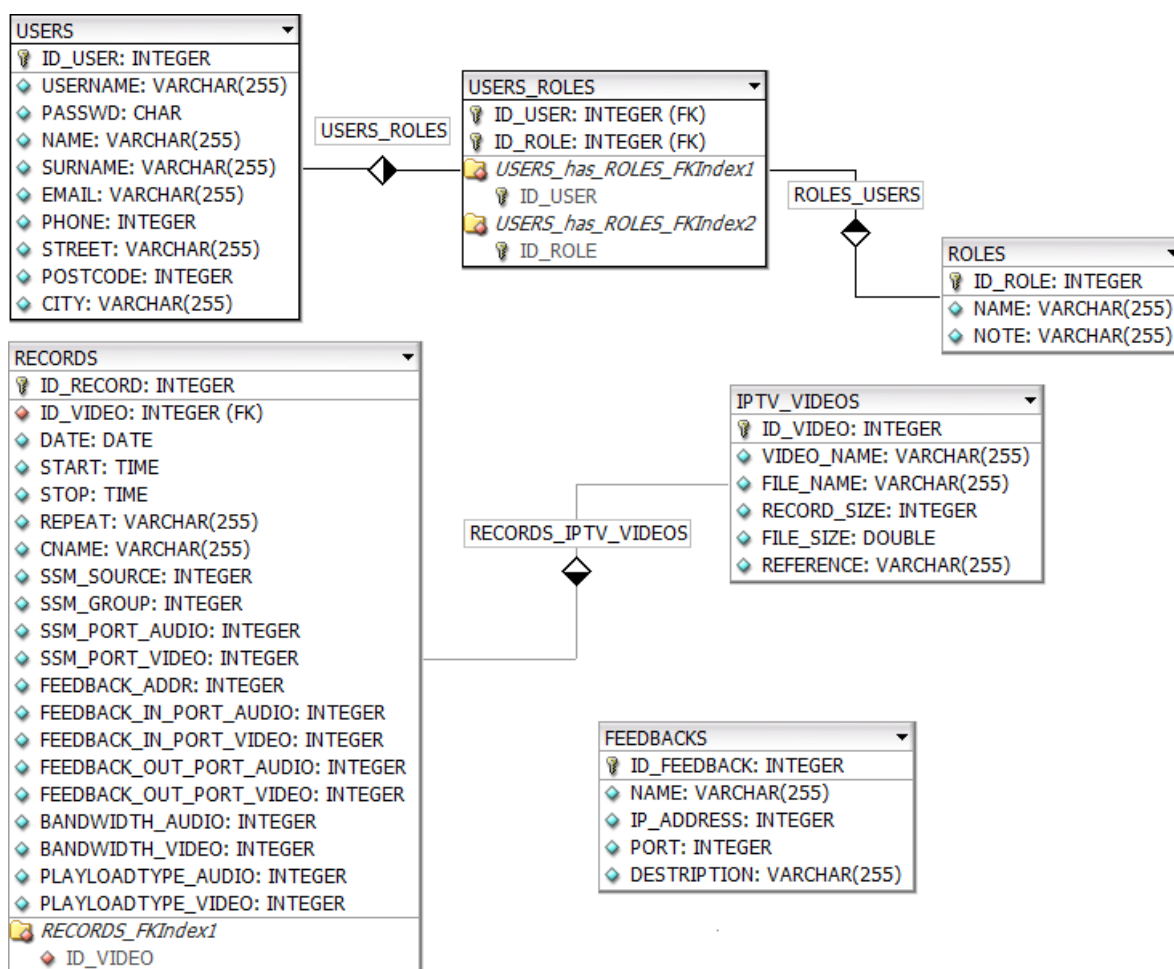 USERS
ID_USER: INTEGER
USERNAME: VARCHAR(255)
PASSWD: CHAR
NAME: VARCHAR(255)
SURNAME: VARCHAR(255)
EMAIL: VARCHAR(255)
PHONE: INTEGER
STREET: VARCHAR(255)
POSTCODE: INTEGER
CITY: VARCHAR(255)
USERS_ROLES
USERS_ROLES
ID_USER: INTEGER (FK)
ID_ROLE: INTEGER (FK)
USERS_has_ROLES_FKIndex1
ID_USER
USERS_has_ROLES_FKIndex2
ID_ROLE
ROLES_USERS
ROLES
ID_ROLE: INTEGER
NAME: VARCHAR(255)
NOTE: VARCHAR(255)
RECORDS
ID_RECORD: INTEGER
ID_VIDEO: INTEGER (FK)
DATE: DATE
START: TIME
STOP: TIME
REPEAT: VARCHAR(255)
CNAME: VARCHAR(255)
SSM_SOURCE: INTEGER
SSM_GROUP: INTEGER
SSM_PORT_AUDIO: INTEGER
SSM_PORT_VIDEO: INTEGER
FEEDBACK_ADDR: INTEGER
FEEDBACK_IN_PORT_AUDIO: INTEGER
FEEDBACK_IN_PORT_VIDEO: INTEGER
FEEDBACK_OUT_PORT_AUDIO: INTEGER
FEEDBACK_OUT_PORT_VIDEO: INTEGER
BANDWIDTH_AUDIO: INTEGER
BANDWIDTH_VIDEO: INTEGER
PLAYLOADTYPE_AUDIO: INTEGER
PLAYLOADTYPE_VIDEO: INTEGER
RECORDS_FKIndex1
ID_VIDEO
RECORDS_IPTV_VIDEOS
IPTV_VIDEOS
ID_VIDEO: INTEGER
VIDEO_NAME: VARCHAR(255)
FILE_NAME: VARCHAR(255)
RECORD_SIZE: INTEGER
FILE_SIZE: DOUBLE
REFERENCE: VARCHAR(255)
FEEDBACKS
ID_FEEDBACK: INTEGER
NAME: VARCHAR(255)
IP_ADDRESS: INTEGER
PORT: INTEGER
DESTRIPTION: VARCHAR(255)